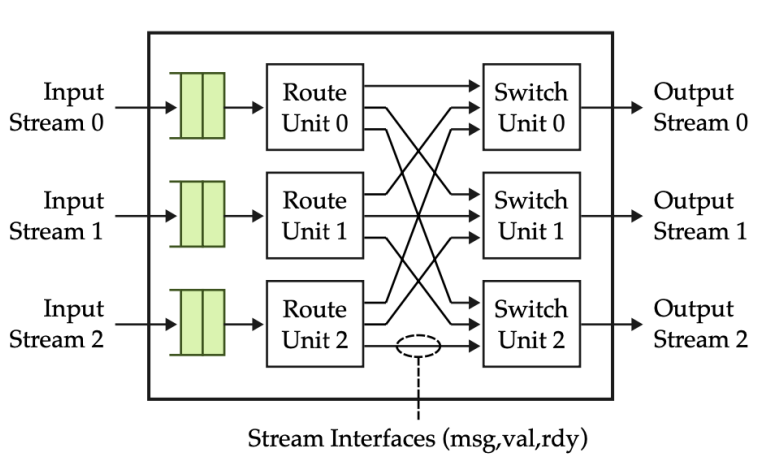 Input
Stream 0
Route
Unit 0
Switch
Unit 0
Output
Stream 0
Input
Stream 1
Route
Unit 1
Switch
Unit 1
Output
Stream 1
Input
Stream 2
Route
Unit 2
Switch
Unit 2
Output
Stream 2
Stream Interfaces (msg,val,rdy)